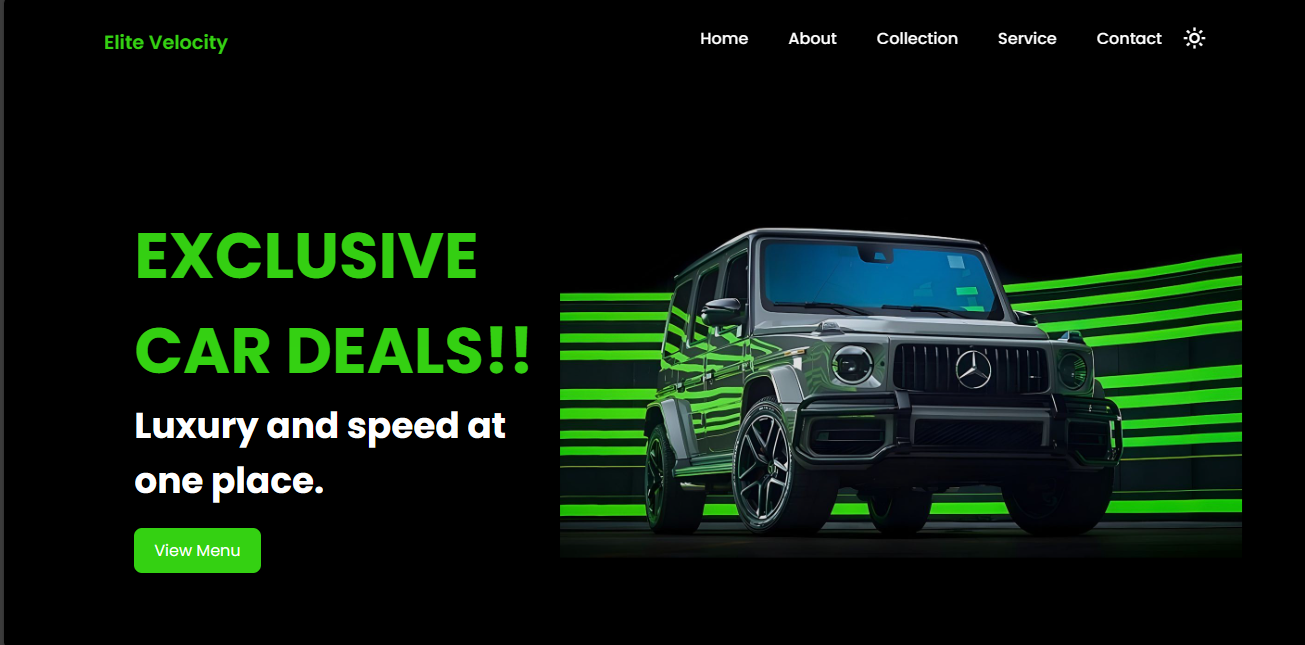 Elite Velocity
Home About Collection Service Contact
EXCLUSIVE
CAR DEALS!!
Luxury and speed at
one place.
View Menu